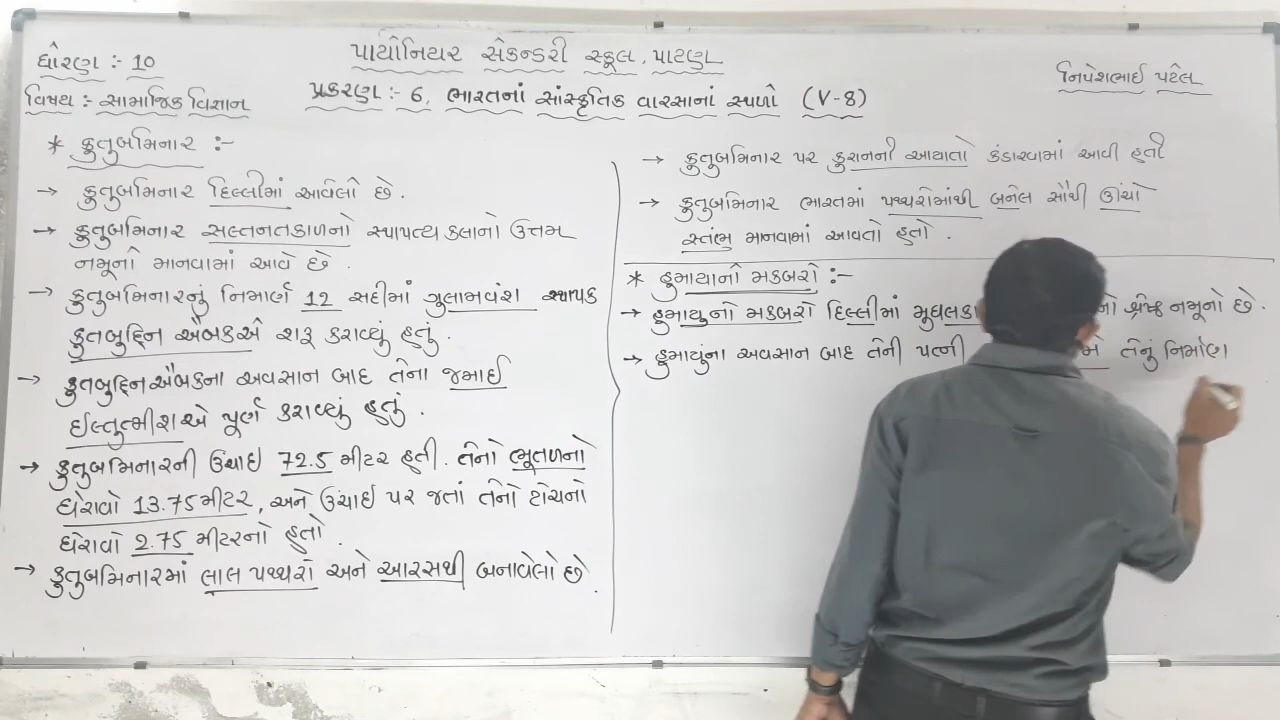 ધોરણ :- 10
પાયોનિયર સેકન્ડરી સ્કૂલ, પાટણ
નિપેશભાઈ પટેલ
વિષય :- સામાજિક વિજ્ઞાન
પ્રકરણ :- 6, ભારતનાં સાંસ્કૃતિક વારસાનાં સ્થળો (V-8)
* કુતુબમિનાર :-
→ કુતુબમિનાર દિલ્લીમાં આવેલો છે.
→ કુતુબમિનાર સલ્તનતકાળનો સ્થાપત્ય કલાનો ઉત્તમ
નમૂનો માનવામાં આવે છે.
→ કુતુબમિનારનું નિમાર્ણ 12 સદીમાં ગુલામવંશ સ્થાપક
કુતબુદ્દિન ઐબકએ શરૂ કરાવ્યું હતું.
→ કુતબુદ્દિન ઐબકના અવસાન બાદ તેના જમાઈ
ઈલ્તુત્મીશ એ પૂર્ણ કરાવ્યું હતું.
→ કુતુબમિનારની ઉંચાઈ 72.5 મીટર હતી. તેનો ભૂતળનો
ઘેરાવો 13.75 મીટર, અને ઉંચાઈ પર જતાં તેનો ટોચનો
ઘેરાવો 2.75 મીટરનો હતો.
→ કુતુબમિનારમાં લાલ પથ્થરો અને આરસથી બનાવેલો છે.
→ કુતુબમિનાર પર કુરાનની આયાતો કંડારવામાં આવી હતી
→ કુતુબમિનાર ભારતમાં પથ્થરોમાંથી બનેલ સૌથી ઊંચો
સ્તંભ માનવામાં આવતો હતો.
* હુમાયાનો મકબરો :-
→ હુમાયુનો મકબરો દિલ્લીમાં મુઘલકા નો શ્રેષ્ઠ નમૂનો છે.
→ હુમાયુંના અવસાન બાદ તેની પત્ની મે તેનું નિર્માણ